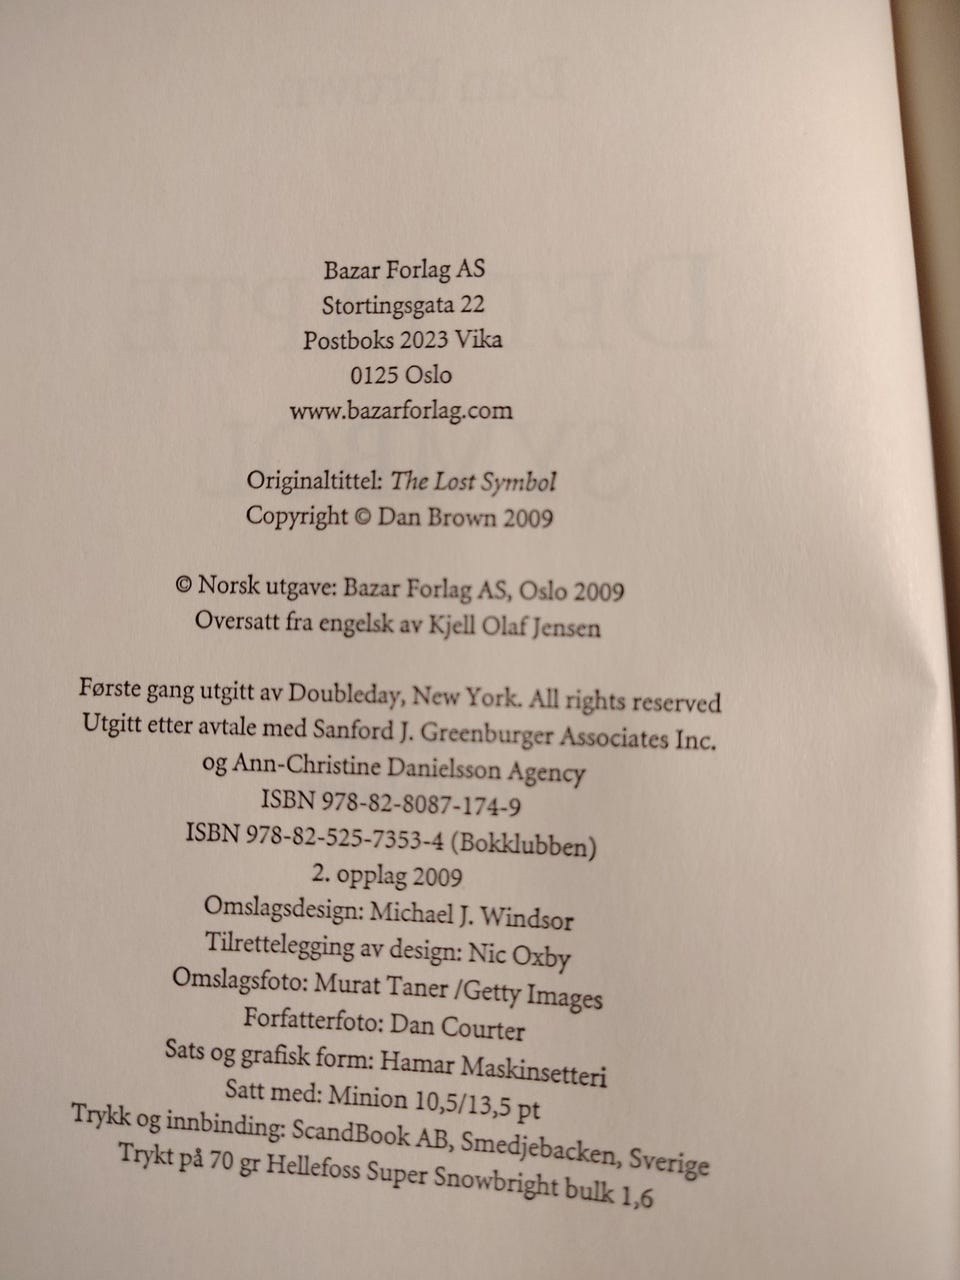 Bazar Forlag AS
Stortingsgata 22
Postboks 2023 Vika
0125 Oslo
www.bazarforlag.com
Originaltittel: The Lost Symbol
Copyright © Dan Brown 2009
© Norsk utgave: Bazar Forlag AS, Oslo 2009
Oversatt fra engelsk av Kjell Olaf Jensen
Første gang utgitt av Doubleday, New York. All rights reserved
Utgitt etter avtale med Sanford J. Greenburger Associates Inc.
og Ann-Christine Danielsson Agency
ISBN 978-82-8087-174-9
ISBN 978-82-525-7353-4 (Bokklubben)
2. opplag 2009
Omslagsdesign: Michael J. Windsor
Tilrettelegging av design: Nic Oxby
Omslagsfoto: Murat Taner /Getty Images
Forfatterfoto: Dan Courter
Sats og grafisk form: Hamar Maskinsetteri
Satt med: Minion 10,5/13,5 pt
Trykk og innbinding: ScandBook AB, Smedjebacken, Sverige
Trykt på 70 gr Hellefoss Super Snowbright bulk 1,6